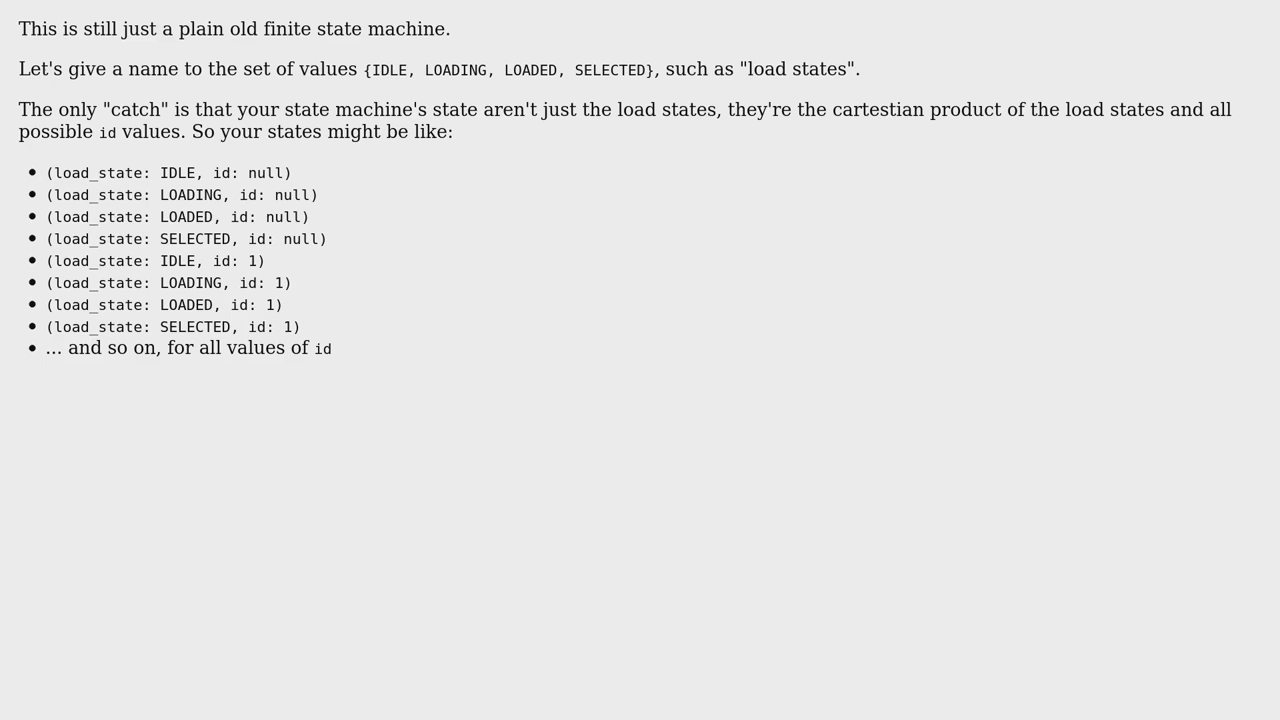 This is still just a plain old finite state machine.
Let's give a name to the set of values {IDLE, LOADING, LOADED, SELECTED}, such as "load states".
The only "catch" is that your state machine's state aren't just the load states, they're the cartestian product of the load states and all
possible id values. So your states might be like:
• (load_state: IDLE, id: null)
• (load_state: LOADING, id: null)
• (load_state: LOADED, id: null)
• (load_state: SELECTED, id: null)
• (load_state: IDLE, id: 1)
• (load_state: LOADING, id: 1)
• (load_state: LOADED, id: 1)
• (load_state: SELECTED, id: 1)
• ... and so on, for all values of id